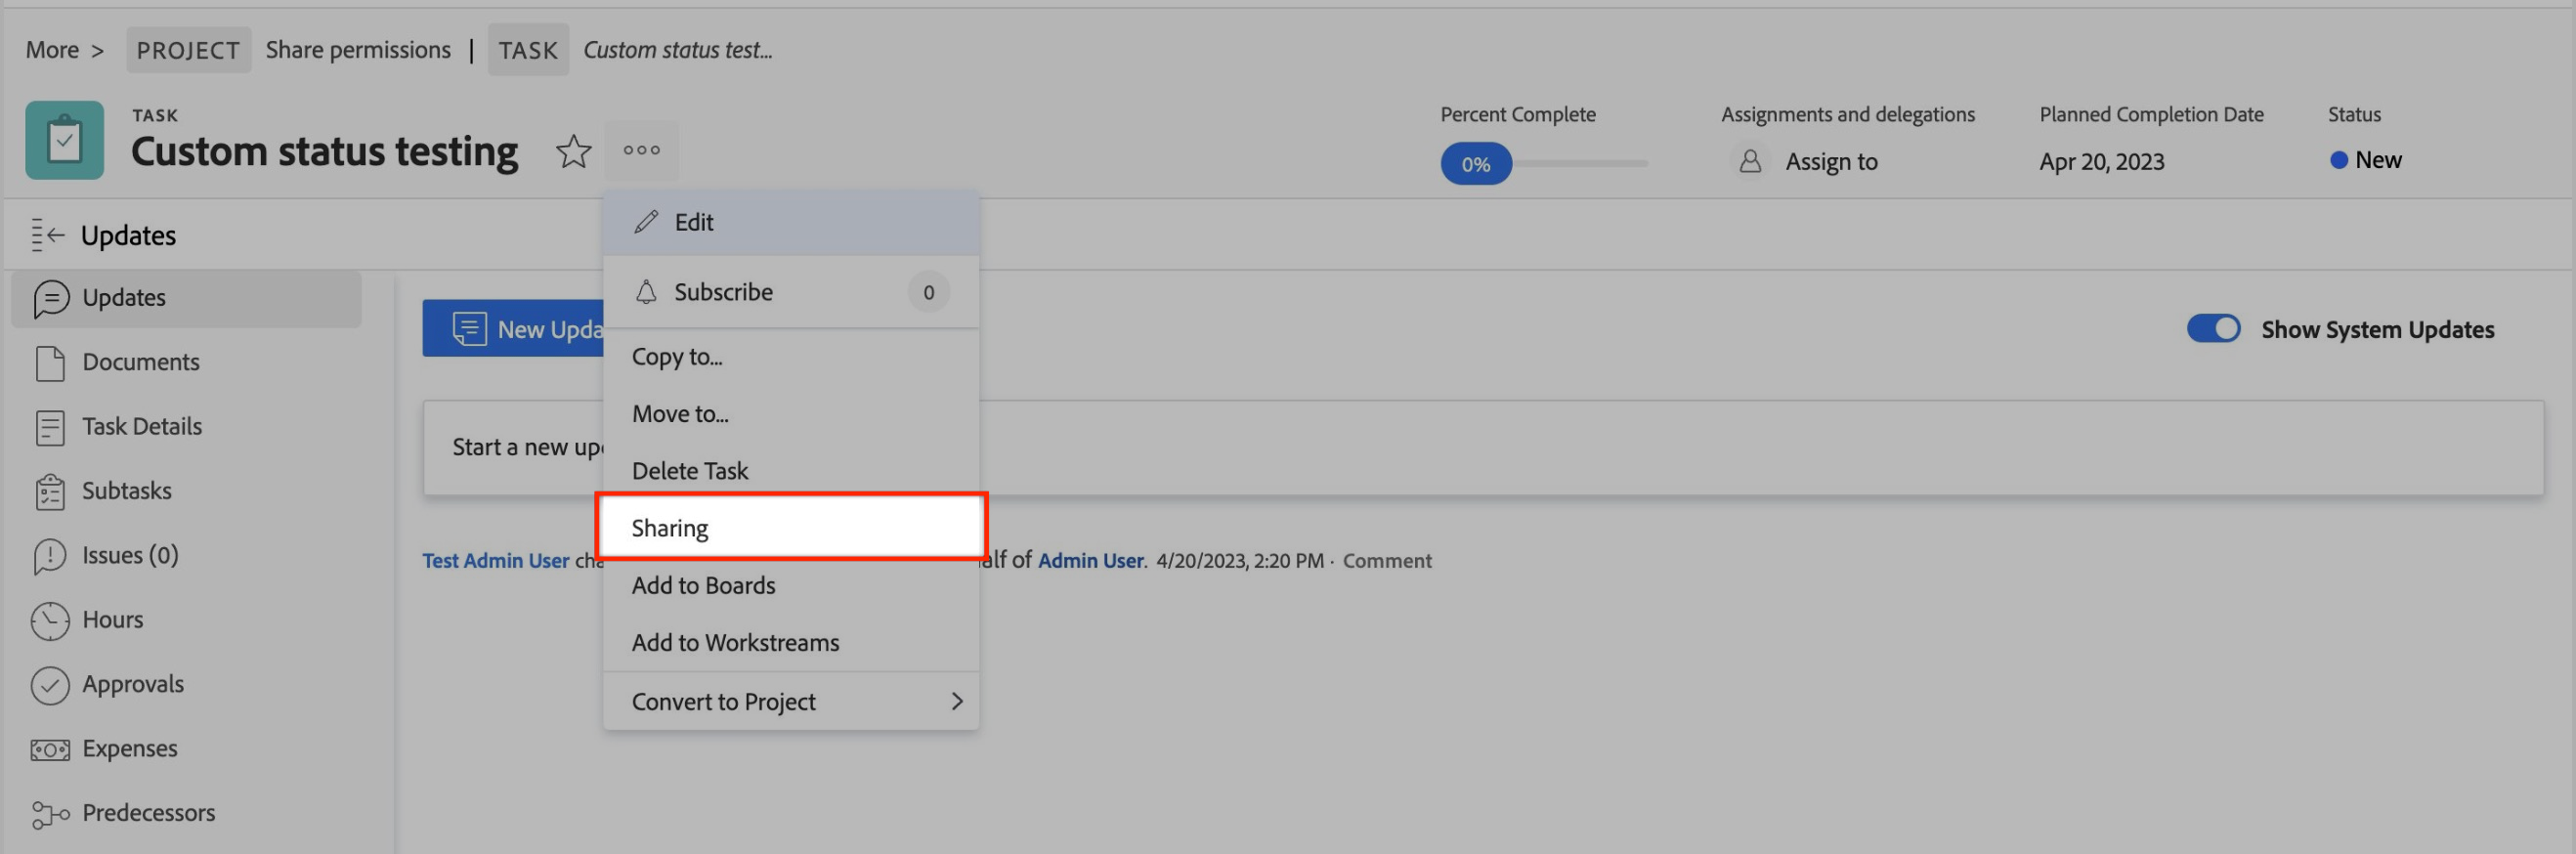 More > PROJECT Share permissions | TASK Custom status test...
TASK
Custom status testing
Percent Complete
0%
Assignments and delegations
Assign to
Planned Completion Date
Apr 20, 2023
Status
New
Updates
Updates
Documents
Task Details
Subtasks
Issues (0)
Hours
Approvals
Expenses
Predecessors
Edit
Subscribe 0
Copy to...
Move to...
Delete Task
Sharing
Add to Boards
Add to Workstreams
Convert to Project
New Upda
Show System Updates
Start a new up
Test Admin User cha alf of Admin User. 4/20/2023, 2:20 PM · Comment